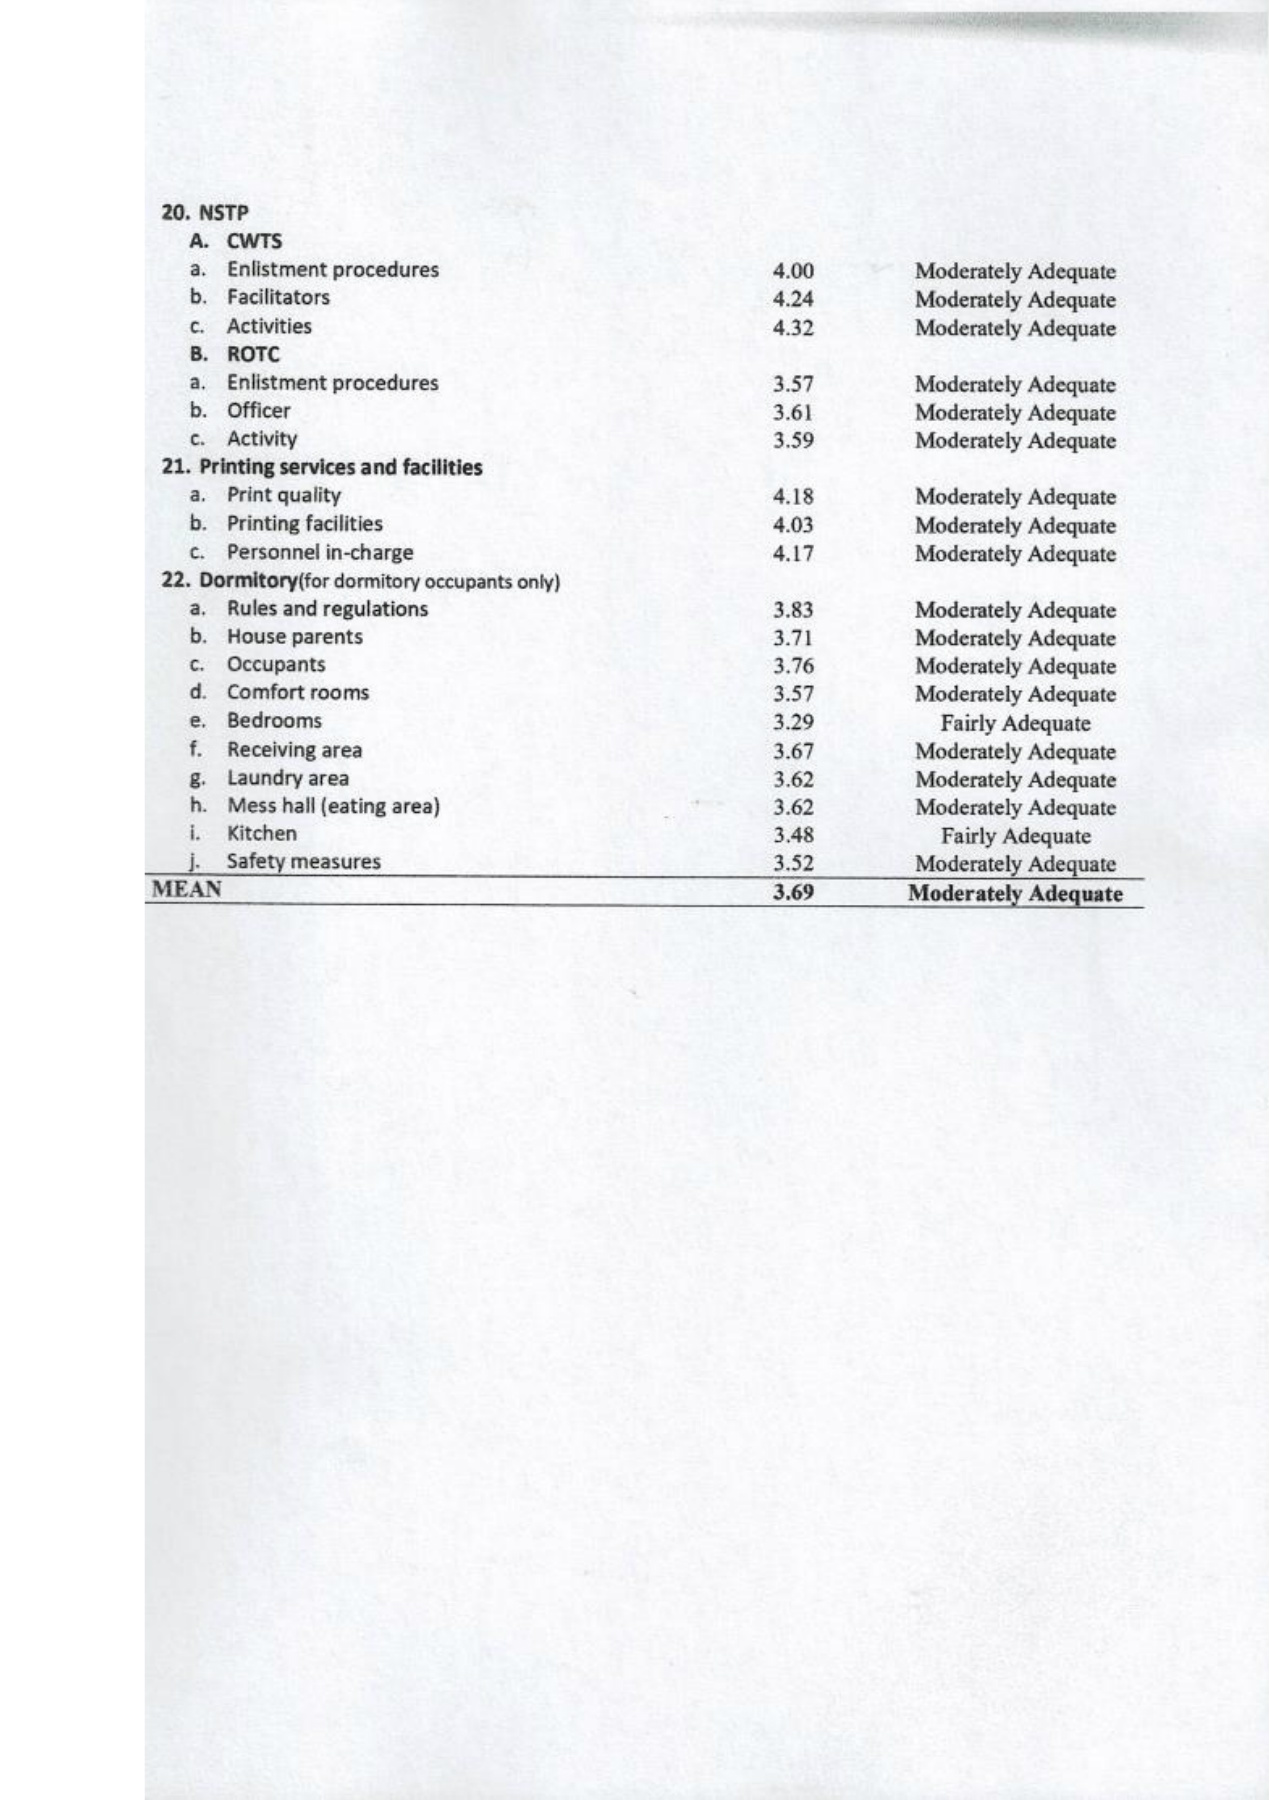 20. NSTP
A. CWTS
a. Enlistment procedures 4.00 Moderately Adequate
b. Facilitators 4.24 Moderately Adequate
c. Activities 4.32 Moderately Adequate
B. ROTC
a. Enlistment procedures 3.57 Moderately Adequate
b. Officer 3.61 Moderately Adequate
c. Activity 3.59 Moderately Adequate
21. Printing services and facilities
a. Print quality 4.18 Moderately Adequate
b. Printing facilities 4.03 Moderately Adequate
c. Personnel in-charge 4.17 Moderately Adequate
22. Dormitory(for dormitory occupants only)
a. Rules and regulations 3.83 Moderately Adequate
b. House parents 3.71 Moderately Adequate
c. Occupants 3.76 Moderately Adequate
d. Comfort rooms 3.57 Moderately Adequate
e. Bedrooms 3.29 Fairly Adequate
f. Receiving area 3.67 Moderately Adequate
g. Laundry area 3.62 Moderately Adequate
h. Mess hall (eating area) 3.62 Moderately Adequate
i. Kitchen 3.48 Fairly Adequate
j. Safety measures 3.52 Moderately Adequate
MEAN 3.69 Moderately Adequate